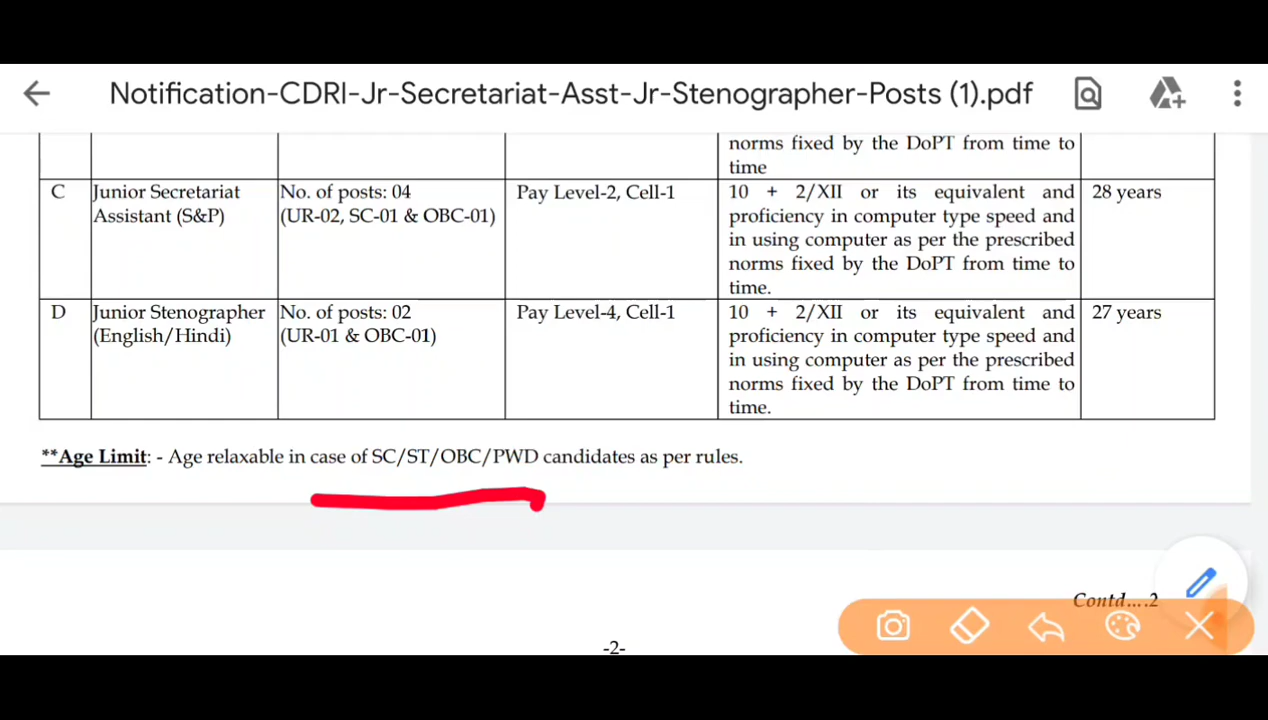 Notification-CDRI-Jr-Secretariat-Asst-Jr-Stenographer-Posts (1).pdf
norms fixed by the DoPT from time to
time
C Junior Secretariat No. of posts: 04 Pay Level-2, Cell-1 10 + 2/XII or its equivalent and 28 years
Assistant (S&P) (UR-02, SC-01 & OBC-01) proficiency in computer type speed and
in using computer as per the prescribed
norms fixed by the DoPT from time to
time.
D Junior Stenographer No. of posts: 02 Pay Level-4, Cell-1 10 + 2/XII or its equivalent and 27 years
(English/Hindi) (UR-01 & OBC-01) proficiency in computer type speed and
in using computer as per the prescribed
norms fixed by the DoPT from time to
time.
**Age Limit: - Age relaxable in case of SC/ST/OBC/PWD candidates as per rules.
Contd....2
-2-